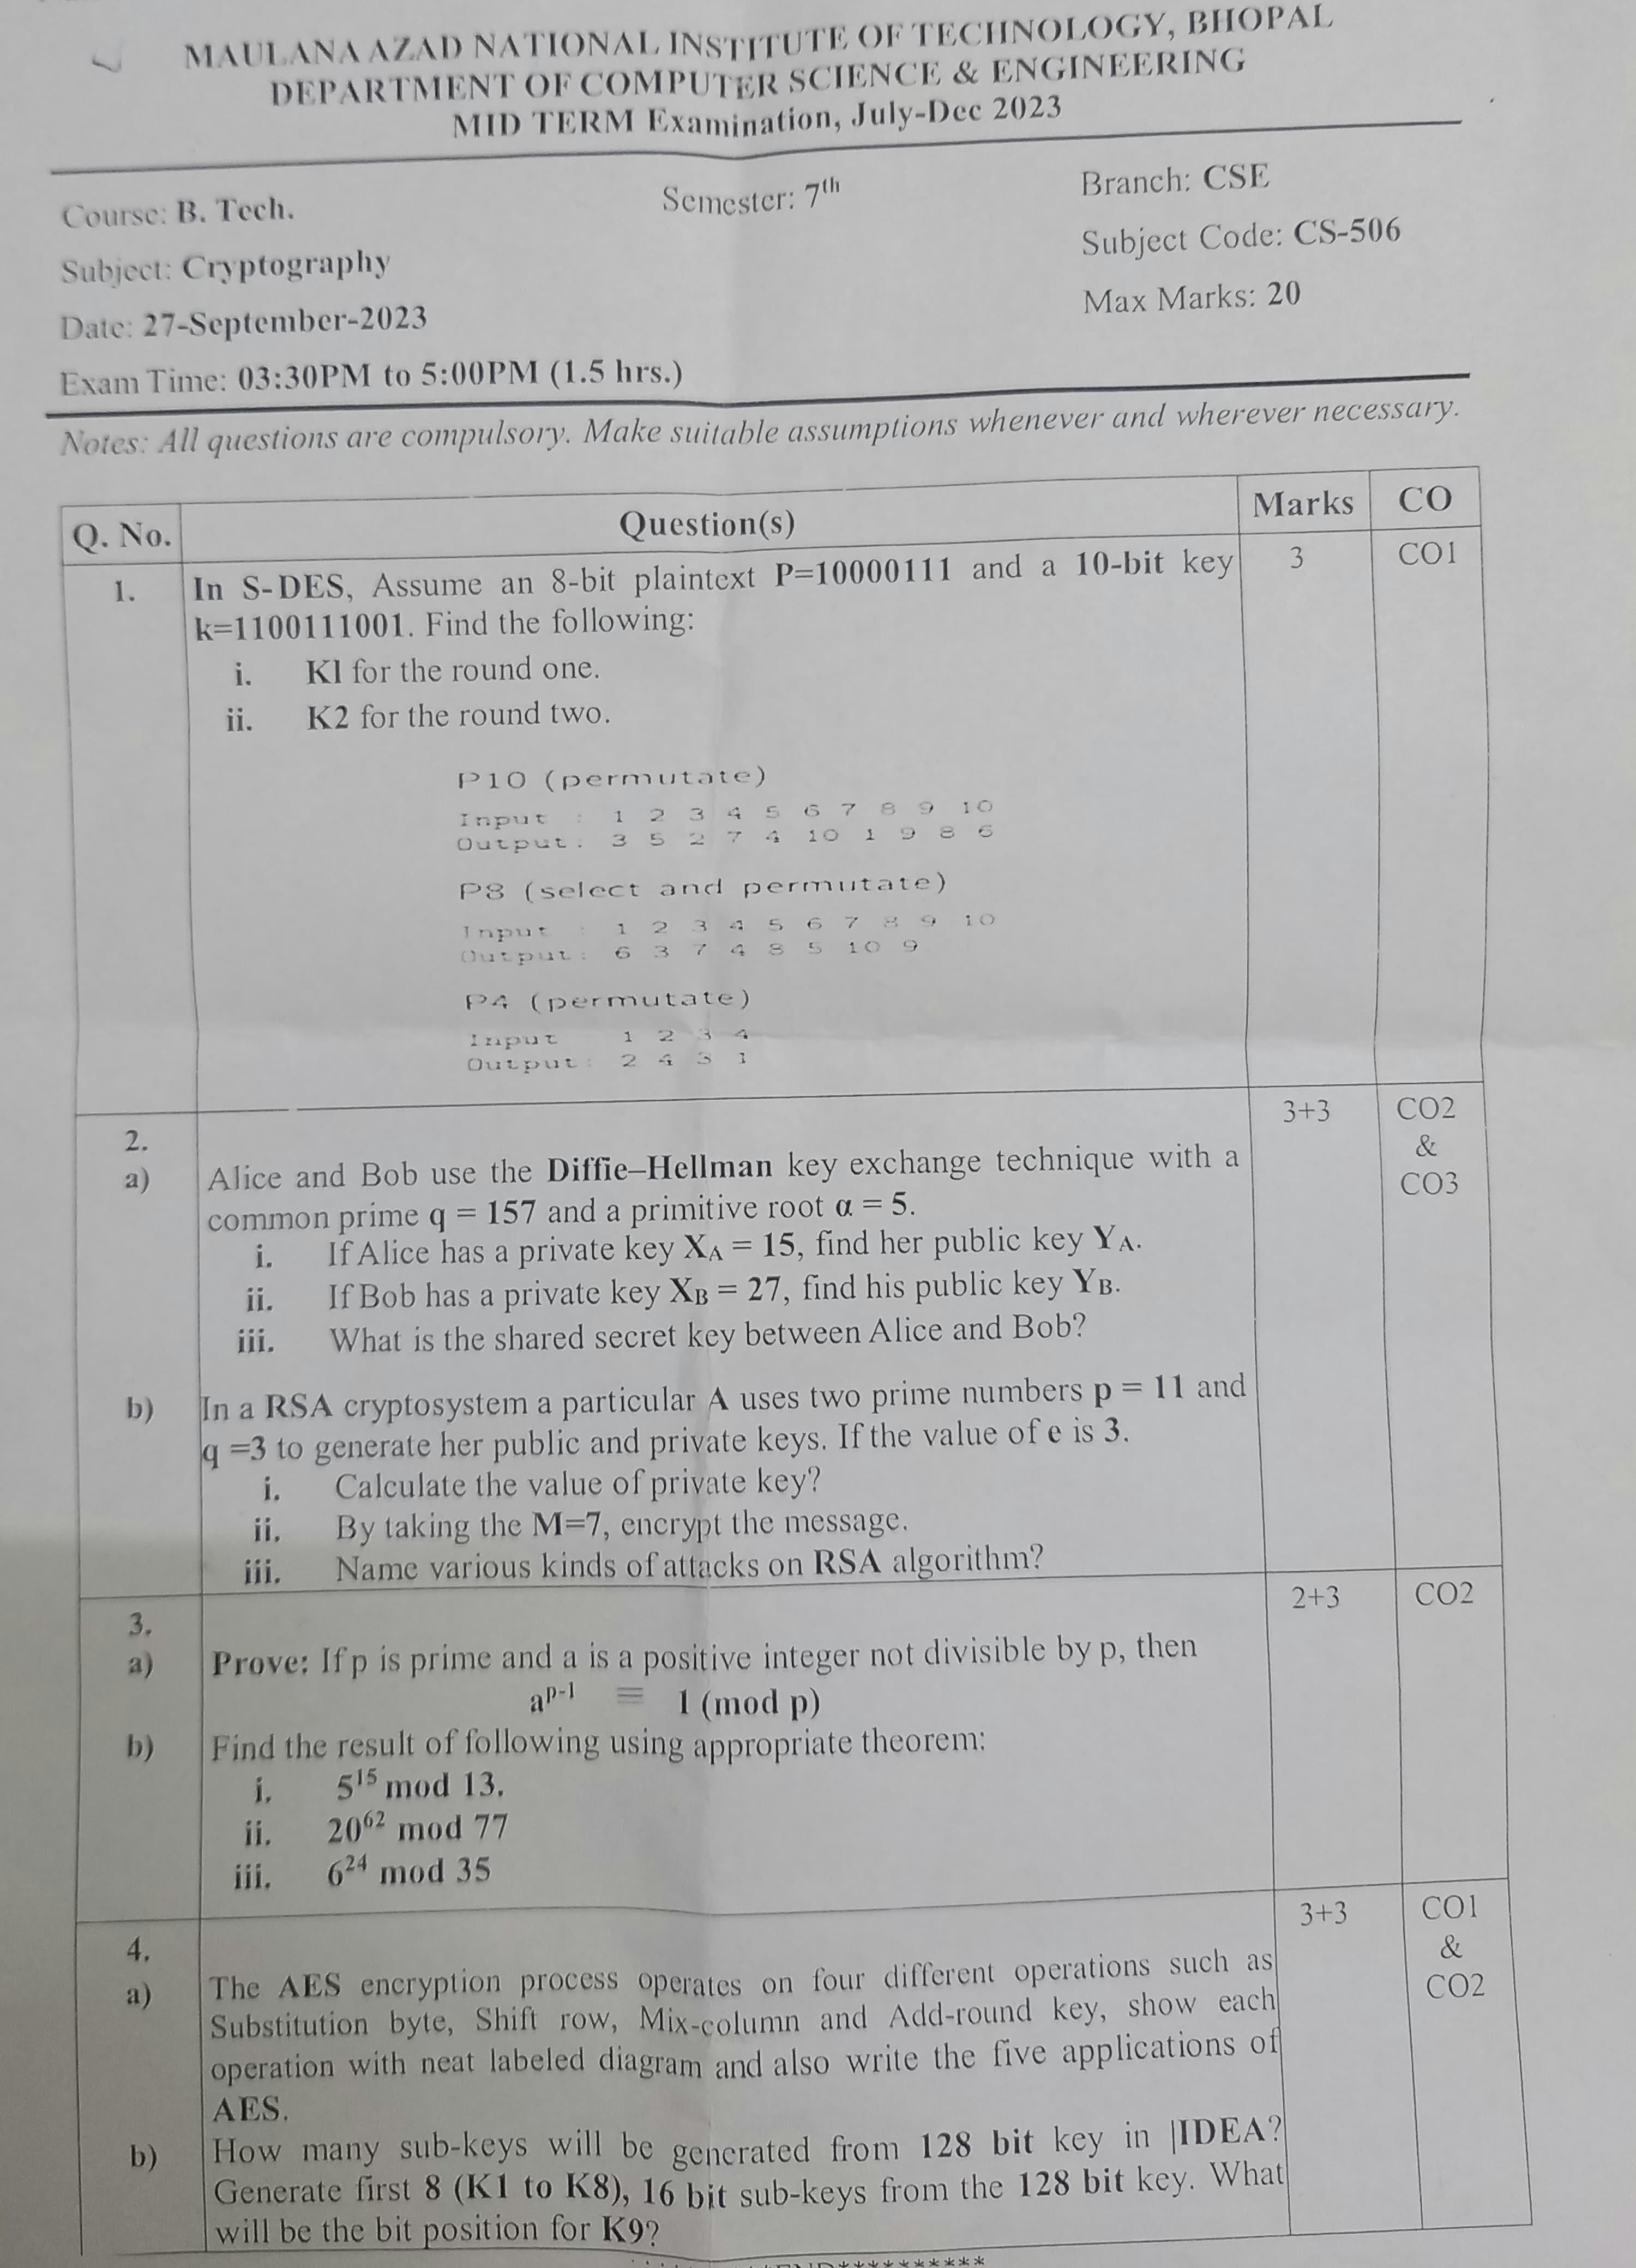 MAULANA AZAD NATIONAL INSTITUTE OF TECHNOLOGY, BHOPAL
DEPARTMENT OF COMPUTER SCIENCE & ENGINEERING
MID TERM Examination, July-Dec 2023
Course: B. Tech. Semester: 7th Branch: CSE
Subject: Cryptography Subject Code: CS-506
Date: 27-September-2023 Max Marks: 20
Exam Time: 03:30PM to 5:00PM (1.5 hrs.)
Notes: All questions are compulsory. Make suitable assumptions whenever and wherever necessary.
Q. No. Question(s) Marks CO
1. In S-DES, Assume an 8-bit plaintext P=10000111 and a 10-bit key 3 CO1
k=1100111001. Find the following:
i. K1 for the round one.
ii. K2 for the round two.
P10 (permutate)
Input : 1 2 3 4 5 6 7 8 9 10
Output: 3 5 2 7 4 10 1 9 8 6
P8 (select and permutate)
Input : 1 2 3 4 5 6 7 8 9 10
Output: 6 3 7 4 8 5 10 9
P4 (permutate)
Input 1 2 3 4
Output: 2 4 3 1
2. 3+3 CO2
&
CO3
a) Alice and Bob use the Diffie–Hellman key exchange technique with a
common prime q = 157 and a primitive root α = 5.
i. If Alice has a private key XA = 15, find her public key YA.
ii. If Bob has a private key XB = 27, find his public key YB.
iii. What is the shared secret key between Alice and Bob?
b) In a RSA cryptosystem a particular A uses two prime numbers p = 11 and
q =3 to generate her public and private keys. If the value of e is 3.
i. Calculate the value of private key?
ii. By taking the M=7, encrypt the message.
iii. Name various kinds of attacks on RSA algorithm?
3. 2+3 CO2
a) Prove: If p is prime and a is a positive integer not divisible by p, then
a^p-1 ≡ 1 (mod p)
b) Find the result of following using appropriate theorem:
i. 5^15 mod 13.
ii. 20^62 mod 77
iii. 6^24 mod 35
4. 3+3 CO1
&
CO2
a) The AES encryption process operates on four different operations such as
Substitution byte, Shift row, Mix-column and Add-round key, show each
operation with neat labeled diagram and also write the five applications of
AES.
b) How many sub-keys will be generated from 128 bit key in |IDEA?
Generate first 8 (K1 to K8), 16 bit sub-keys from the 128 bit key. What
will be the bit position for K9?